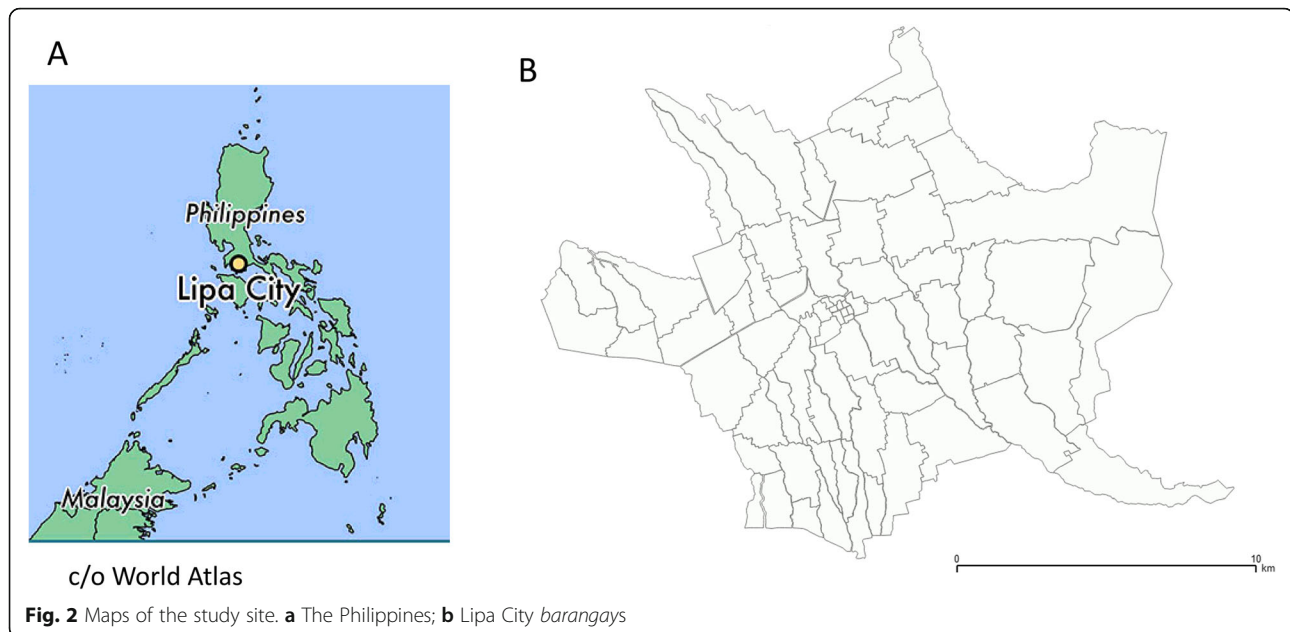 A
B
Philippines
Lipa City
Malaysia
0 10
km
c/o World Atlas
Fig. 2 Maps of the study site. a The Philippines; b Lipa City barangays